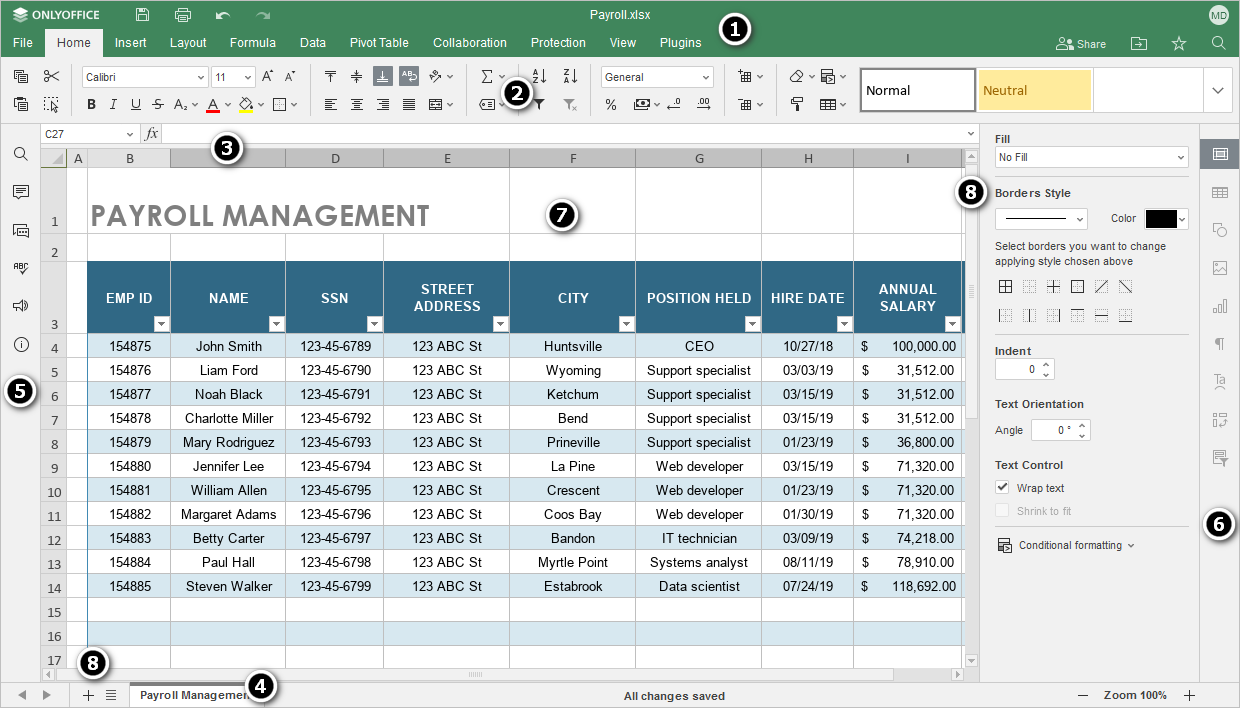 ONLYOFFICE Payroll.xlsx MD
1
File Home Insert Layout Formula Data Pivot Table Collaboration Protection View Plugins Share
Calibri 11 A A General Normal Neutral
2
B I U S A₂ A %
C27 fx
3
A B D E F G H I
1 PAYROLL MANAGEMENT
7
2
3 EMP ID NAME SSN STREET ADDRESS CITY POSITION HELD HIRE DATE ANNUAL SALARY
4 154875 John Smith 123-45-6789 123 ABC St Huntsville CEO 10/27/18 $ 100,000.00
5 154876 Liam Ford 123-45-6790 123 ABC St Wyoming Support specialist 03/03/19 $ 31,512.00
6 154877 Noah Black 123-45-6791 123 ABC St Ketchum Support specialist 03/15/19 $ 31,512.00
7 154878 Charlotte Miller 123-45-6792 123 ABC St Bend Support specialist 03/15/19 $ 31,512.00
8 154879 Mary Rodriguez 123-45-6793 123 ABC St Prineville Support specialist 01/23/19 $ 36,800.00
9 154880 Jennifer Lee 123-45-6794 123 ABC St La Pine Web developer 03/15/19 $ 71,320.00
10 154881 William Allen 123-45-6795 123 ABC St Crescent Web developer 01/23/19 $ 71,320.00
11 154882 Margaret Adams 123-45-6796 123 ABC St Coos Bay Web developer 01/30/19 $ 71,320.00
12 154883 Betty Carter 123-45-6797 123 ABC St Bandon IT technician 03/09/19 $ 74,218.00
13 154884 Paul Hall 123-45-6798 123 ABC St Myrtle Point Systems analyst 08/11/19 $ 78,910.00
14 154885 Steven Walker 123-45-6799 123 ABC St Estabrook Data scientist 07/24/19 $ 118,692.00
15
16
17
5
8
Fill
No Fill
8
Borders Style
Color
Select borders you want to change
applying style chosen above
Indent
0
Text Orientation
Angle 0 °
Text Control
Wrap text
Shrink to fit
Conditional formatting
6
Payroll Management 4 All changes saved Zoom 100%